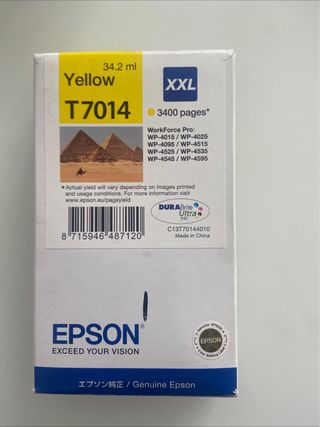 34.2 ml
Yellow
T7014
XXL
3400 pages*
WorkForce Pro:
WP-4015 / WP-4025
WP-4095 / WP-4515
WP-4525 / WP-4535
WP-4545 / WP-4595
*Actual yield will vary depending on images printed
and usage conditions. For more information visit
www.epson.eu/pageyield
DURABrite
Ultra
INK
8 715946 487120
C13T70144010
Made in China
EPSON
EXCEED YOUR VISION
EPSON
エプソン純正 / Genuine Epson